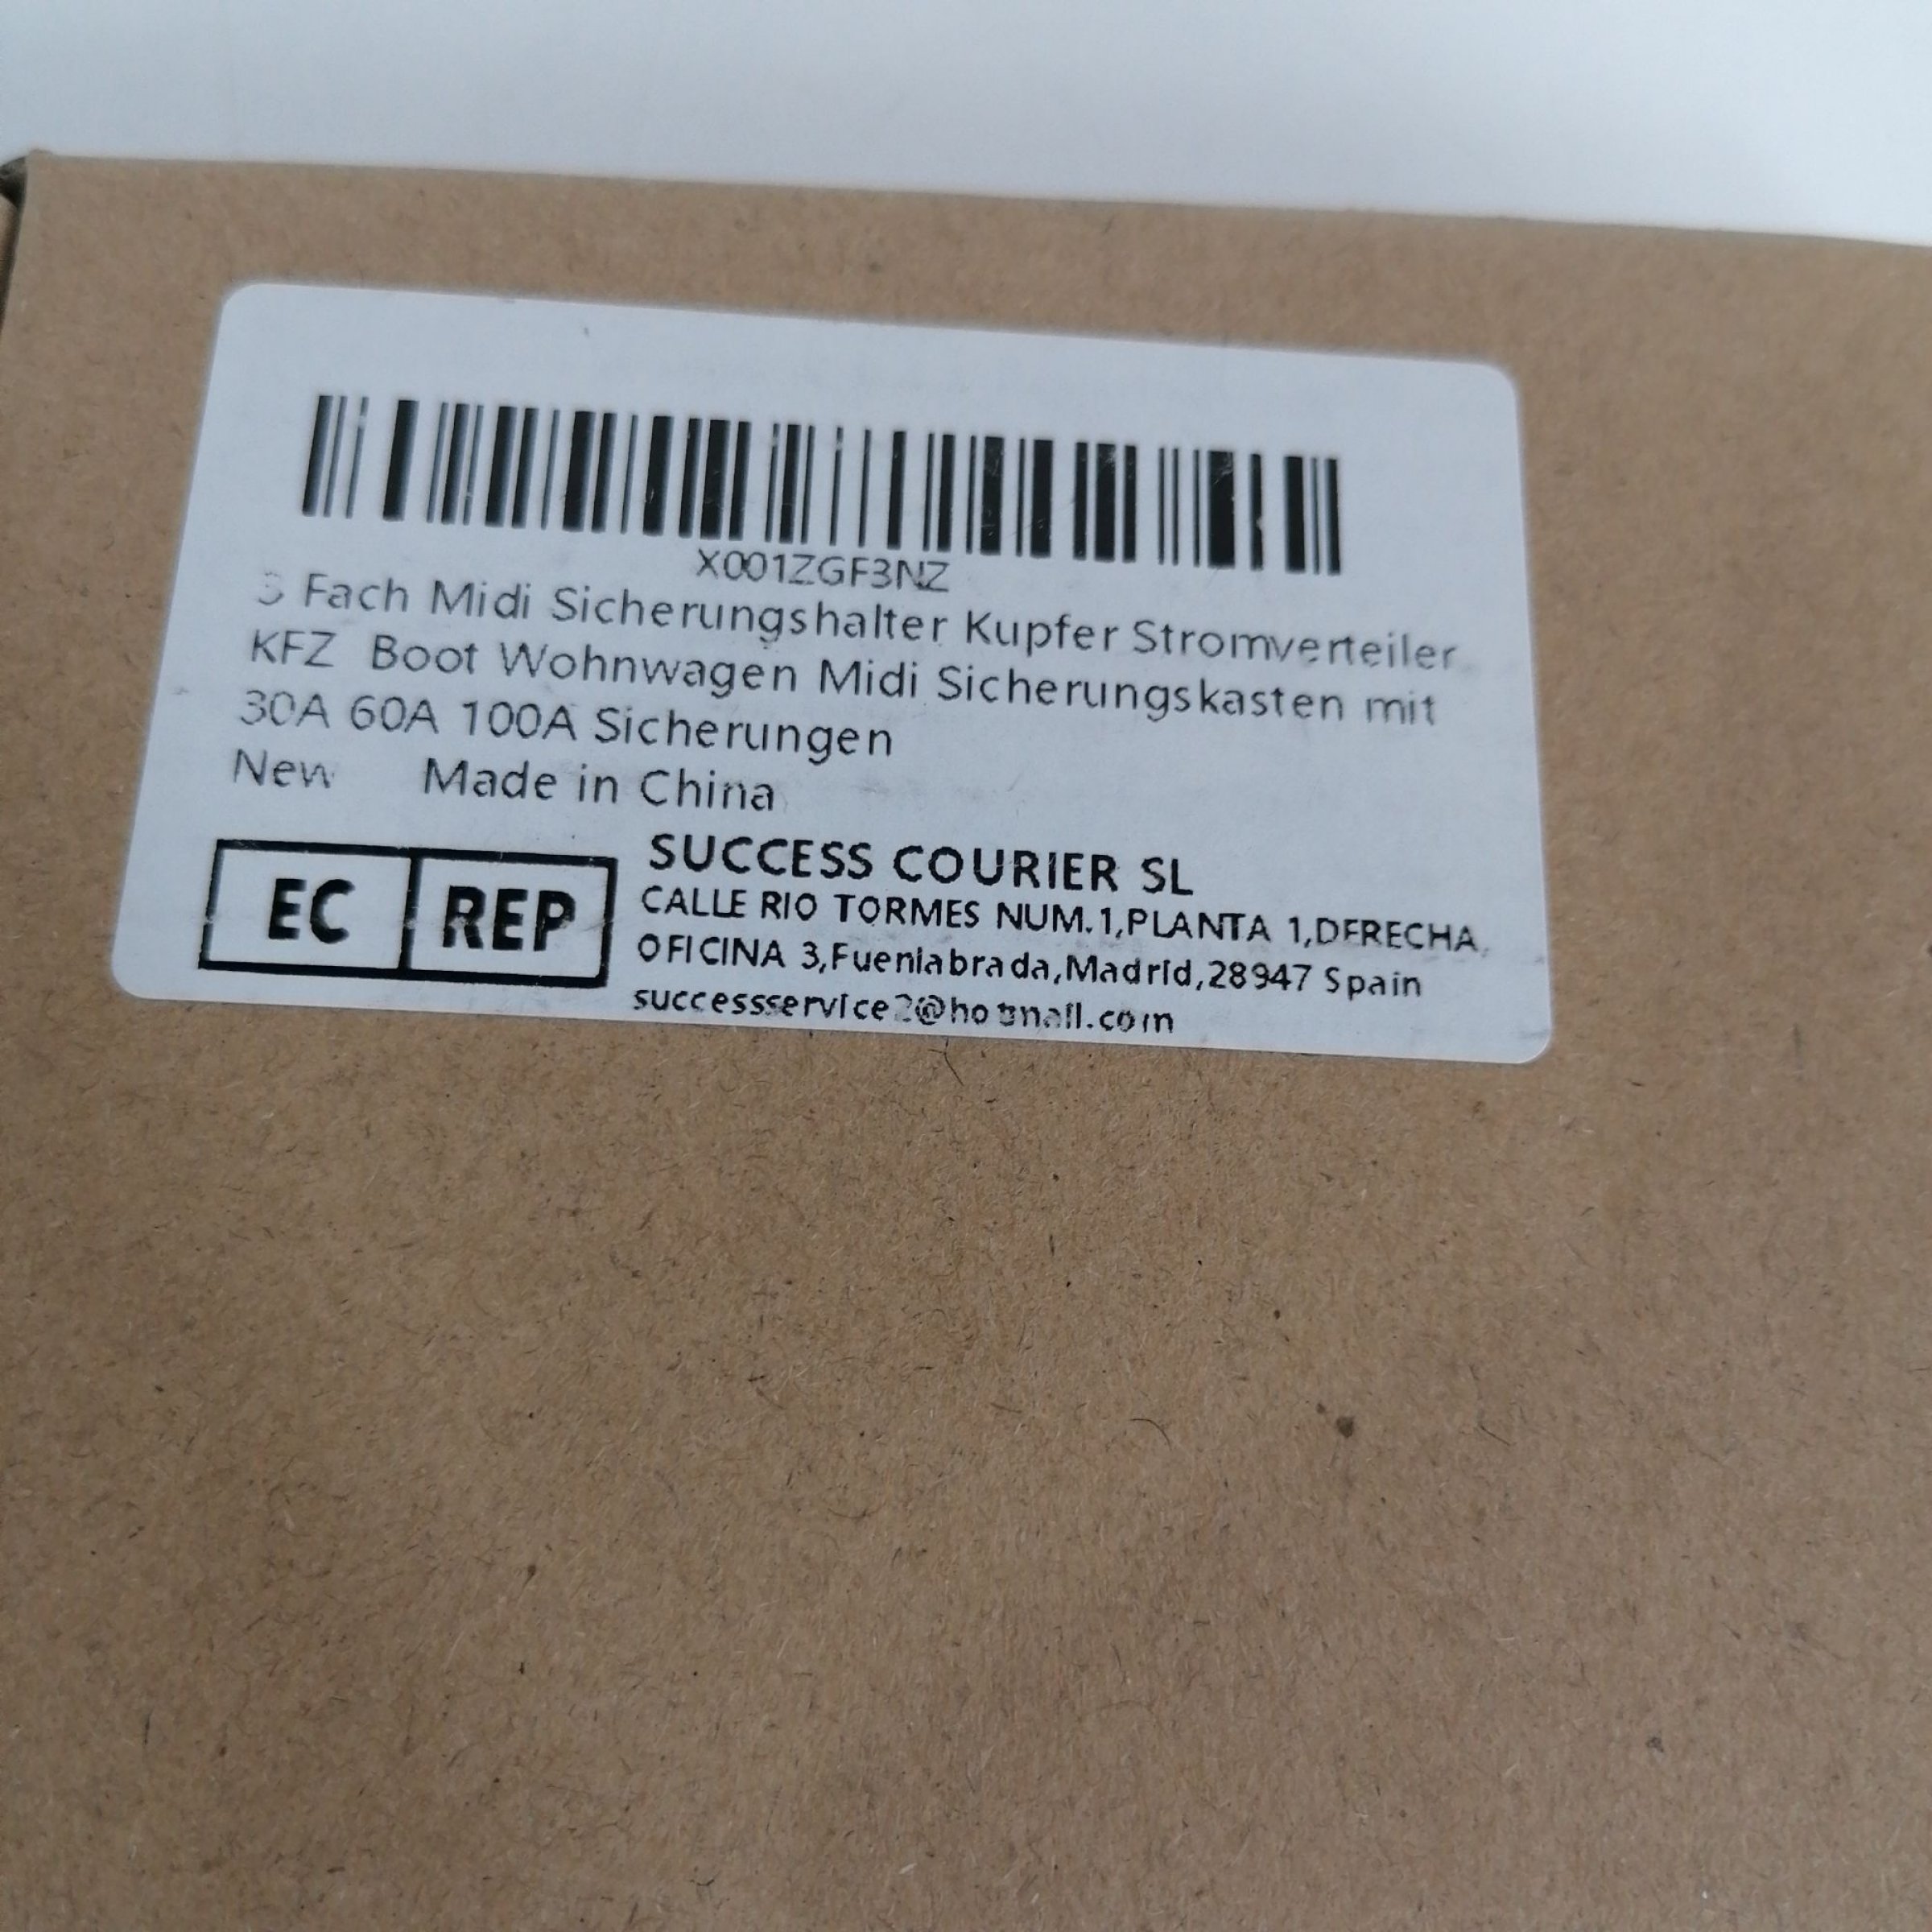 X001ZGF3NZ
3 Fach Midi Sicherungshalter Kupfer Stromverteiler
KFZ Boot Wohnwagen Midi Sicherungskasten mit
30A 60A 100A Sicherungen
New Made in China
EC REP
SUCCESS COURIER SL
CALLE RIO TORMES NUM.1,PLANTA 1,DERECHA,
OFICINA 3,Fuenlabrada,Madrid,28947 Spain
successservice2@hotmail.com